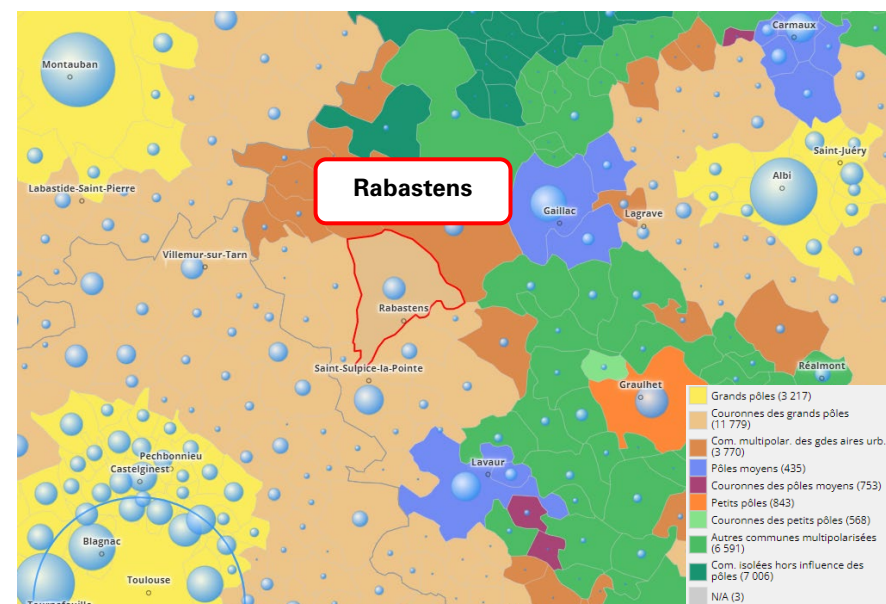 Carmaux
Montauban
Saint-Juéry
Albi
Rabastens
Labastide-Saint-Pierre
Gaillac
Lagrave
Villemur-sur-Tarn
Rabastens
Saint-Sulpice-la-Pointe
Réalmont
Graulhet
Pechbonnieu
Castelginest
Lavaur
Blagnac
Toulouse
Tournefeuille
Grands pôles (3 217)
Couronnes des grands pôles
(11 779)
Com. multipolar. des gdes aires urb.
(3 770)
Pôles moyens (435)
Couronnes des pôles moyens (753)
Petits pôles (843)
Couronnes des petits pôles (568)
Autres communes multipolarisées
(6 591)
Com. isolées hors influence des
pôles (7 006)
N/A (3)